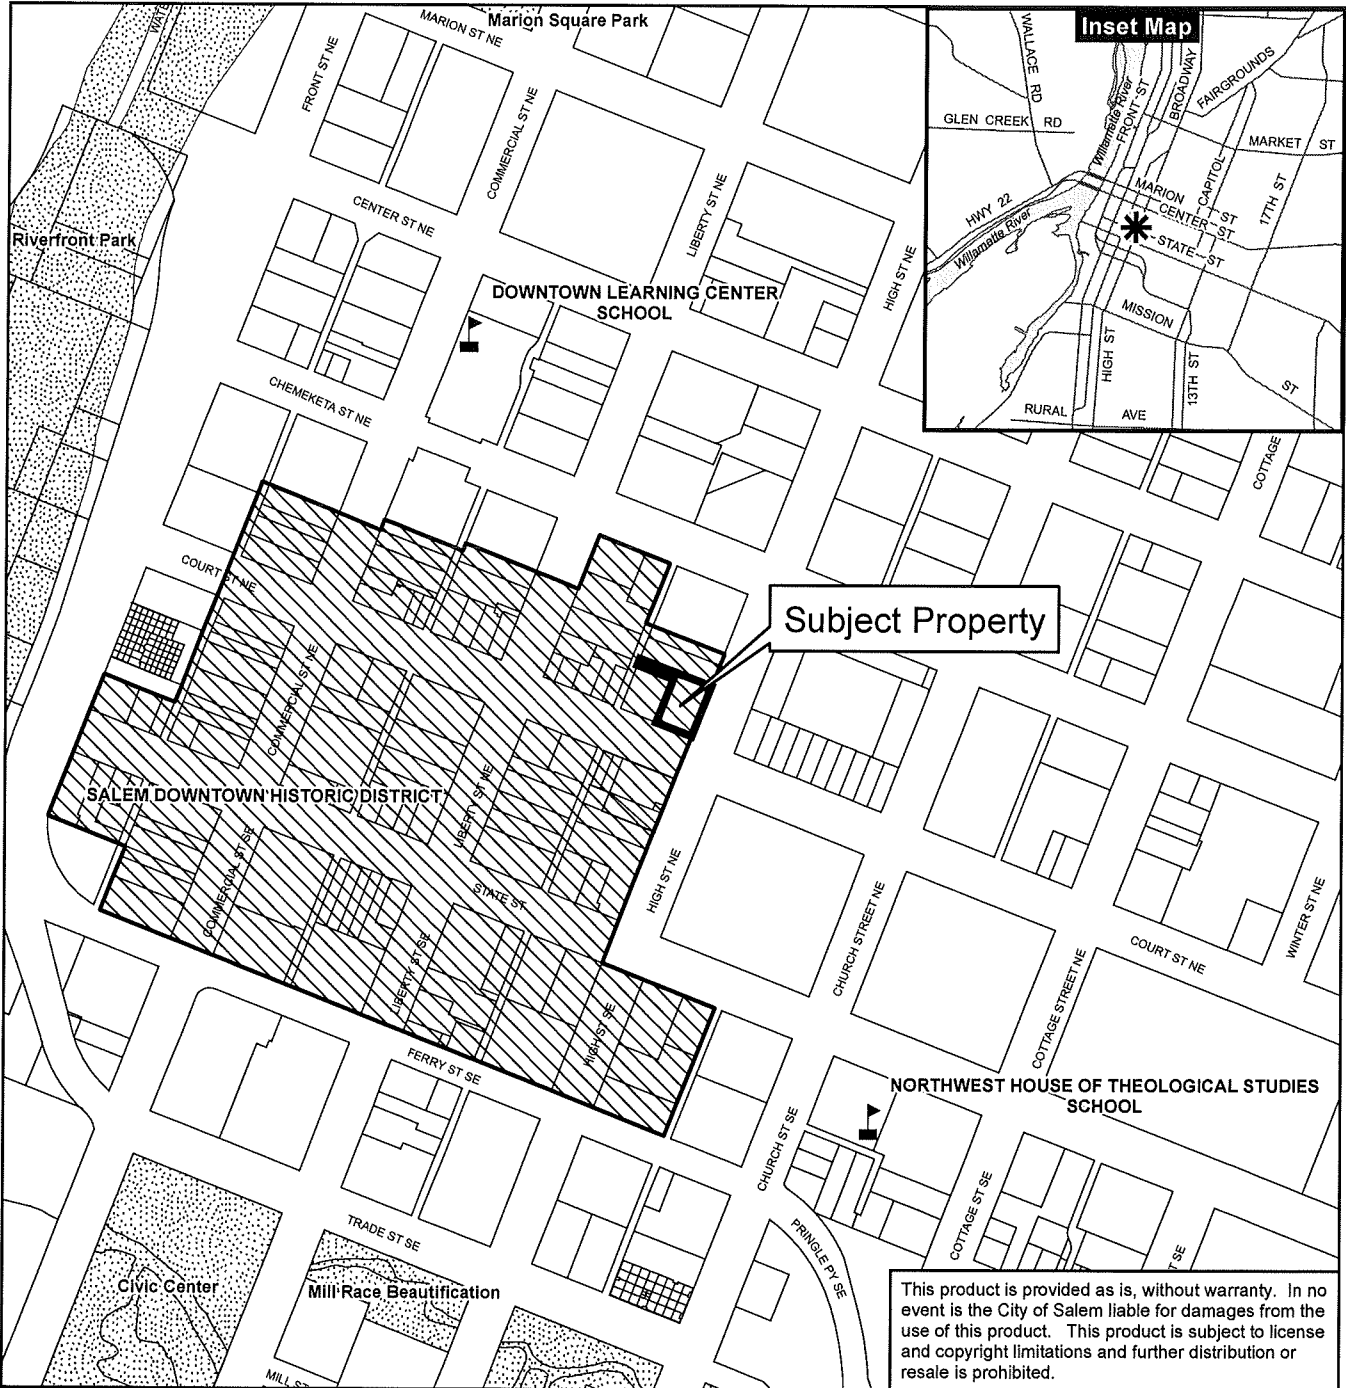 Marion Square Park
MARION ST NE
FRONT ST NE
COMMERCIAL ST NE
Riverfront Park
CENTER ST NE
LIBERTY ST NE
HIGH ST NE
DOWNTOWN LEARNING CENTER
SCHOOL
CHEMEKETA ST NE
COTTAGE
Inset Map
WALLACE RD
GLEN CREEK RD
Willamette River
FRONT ST
BROADWAY
FAIRGROUNDS
MARKET ST
MARION ST
CENTER ST
STATE ST
CAPITOL
17TH ST
HWY 22
Willamatte River
MISSION ST
HIGH ST
13TH ST
RURAL AVE
COURT ST NE
Subject Property
COMMERCIAL ST NE
SALEM DOWNTOWN HISTORIC DISTRICT
LIBERTY ST NE
COMMERCIAL ST SE
STATE ST
HIGH ST NE
LIBERTY ST SE
HIGH ST SE
CHURCH STREET NE
COURT ST NE
WINTER ST NE
COTTAGE STREET NE
FERRY ST SE
NORTHWEST HOUSE OF THEOLOGICAL STUDIES
SCHOOL
CHURCH ST SE
COTTAGE ST SE
TRADE ST SE
PRINGLE PY SE
T SE
Civic Center
Mill Race Beautification
MILL ST
This product is provided as is, without warranty. In no
event is the City of Salem liable for damages from the
use of this product. This product is subject to license
and copyright limitations and further distribution or
resale is prohibited.